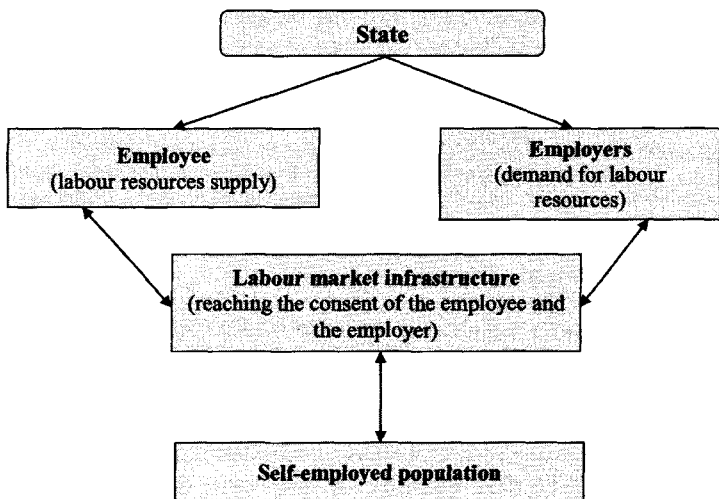 State
Employee
(labour resources supply)
Employers
(demand for labour
resources)
Labour market infrastructure
(reaching the consent of the employee and
the employer)
Self-employed population